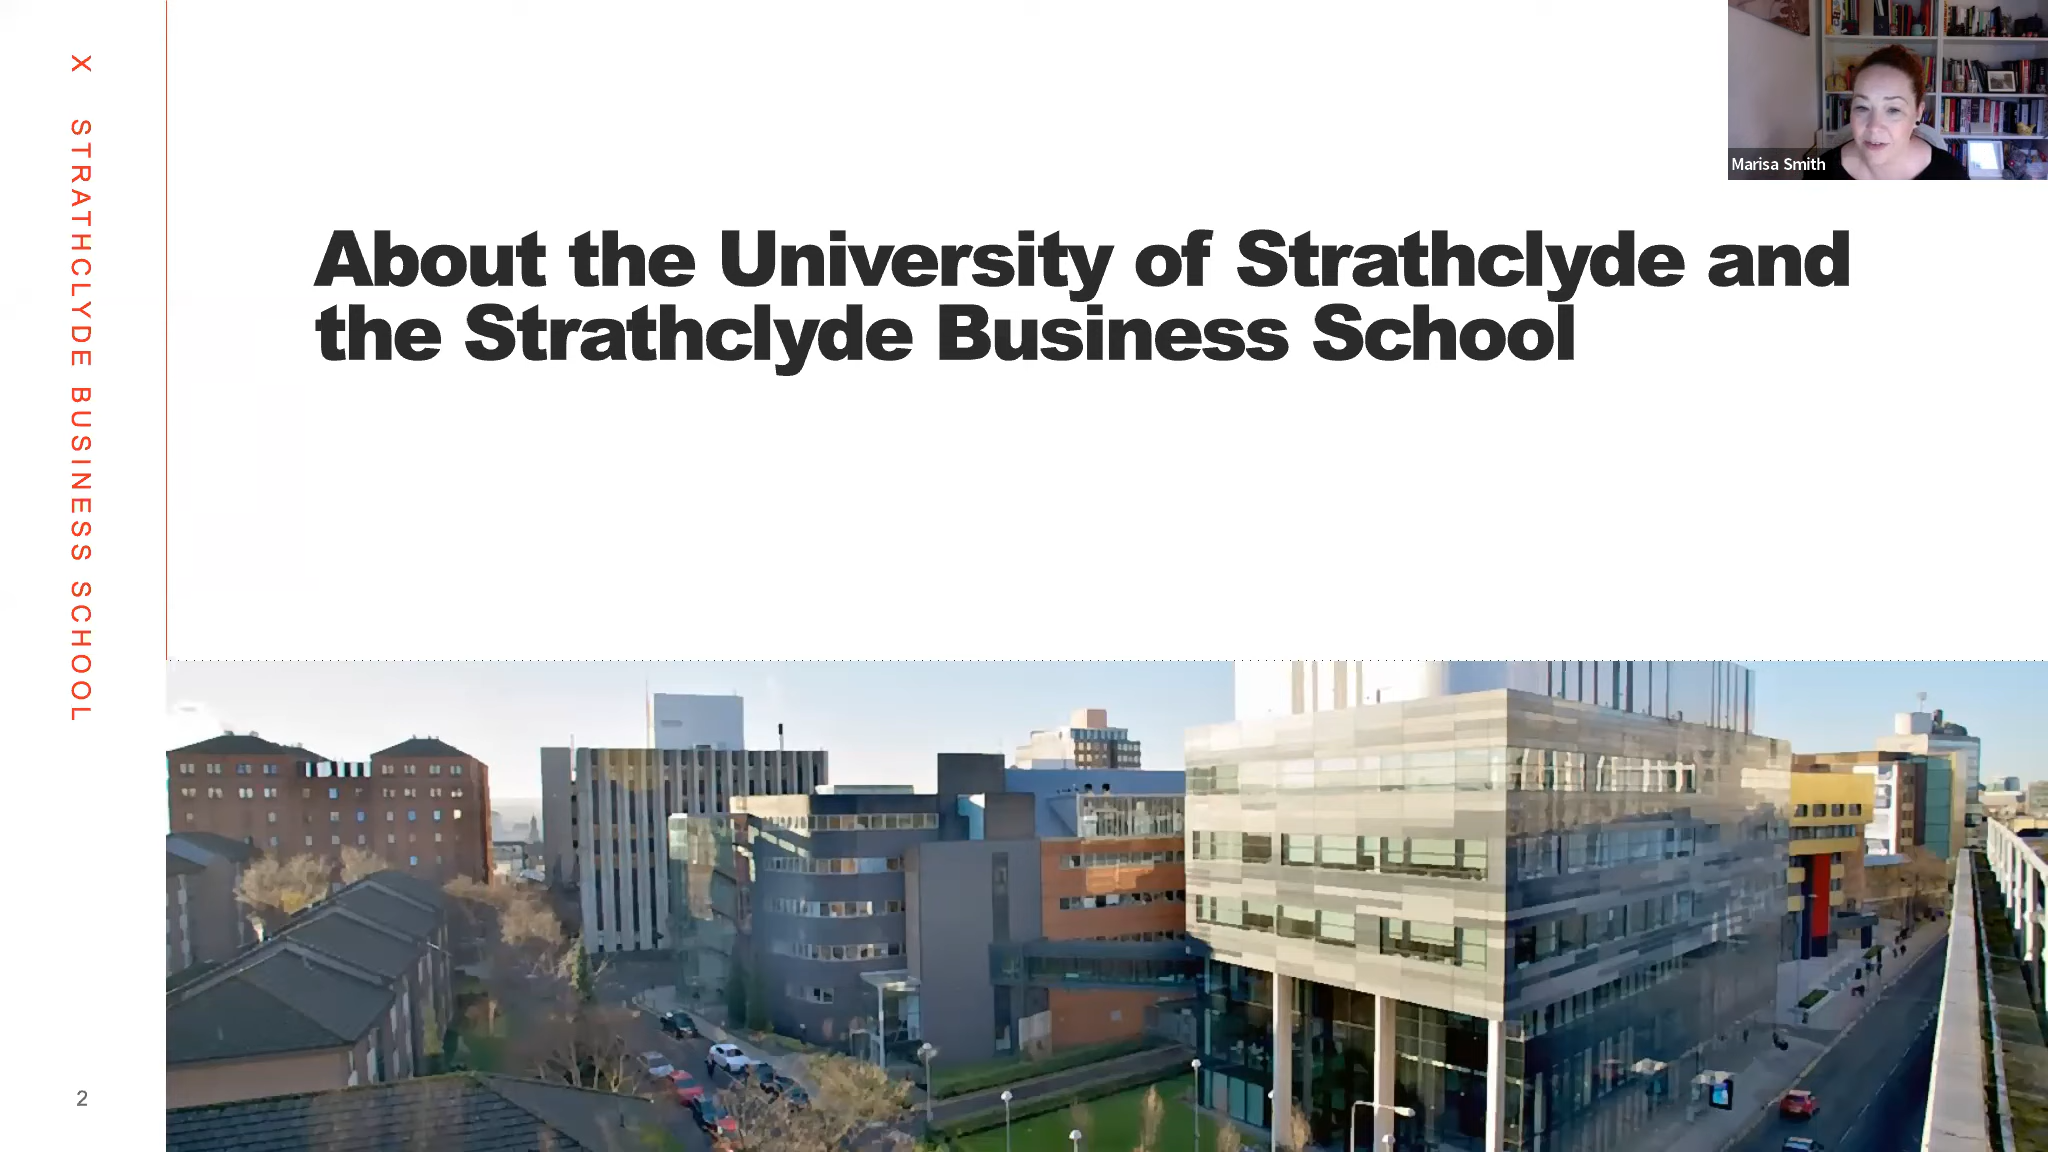 X STRATHCLYDE BUSINESS SCHOOL
Marisa Smith
About the University of Strathclyde and
the Strathclyde Business School
2